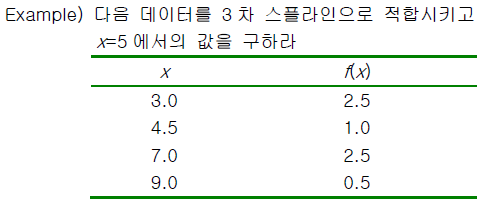 Example) 다음 데이터를 3차 스플라인으로 적합시키고
x=5에서의 값을 구하라
x f(x)
3.0 2.5
4.5 1.0
7.0 2.5
9.0 0.5